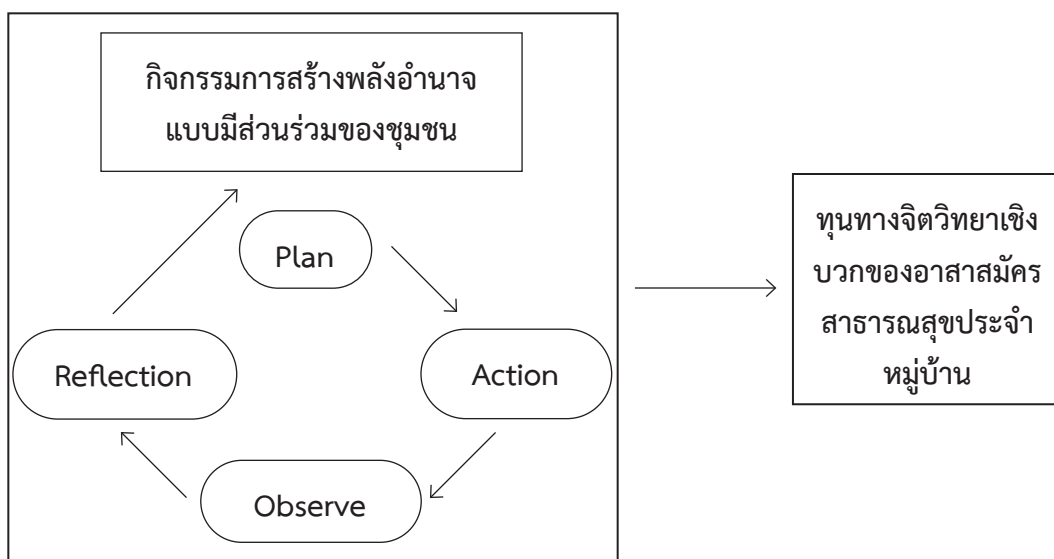 กิจกรรมการสร้างพลังอำนาจ
แบบมีส่วนร่วมของชุมชน
Plan
Reflection
Action
Observe
ทุนทางจิตวิทยาเชิง
บวกของอาสาสมัคร
สาธารณสุขประจำ
หมู่บ้าน